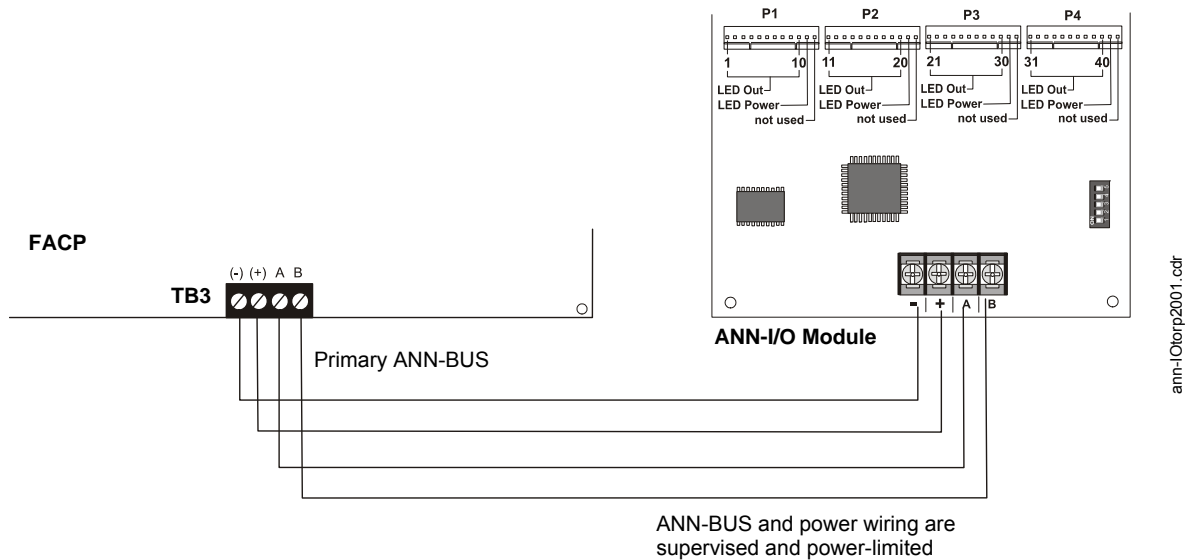 P1 P2 P3 P4
1 10 11 20 21 30 31 40
LED Out LED Out LED Out LED Out
LED Power LED Power LED Power LED Power
not used not used not used not used
FACP
(-) (+) A B
TB3
- + A B
ANN-I/O Module
Primary ANN-BUS
ANN-BUS and power wiring are
supervised and power-limited
ann-IOtorp2001.cdr